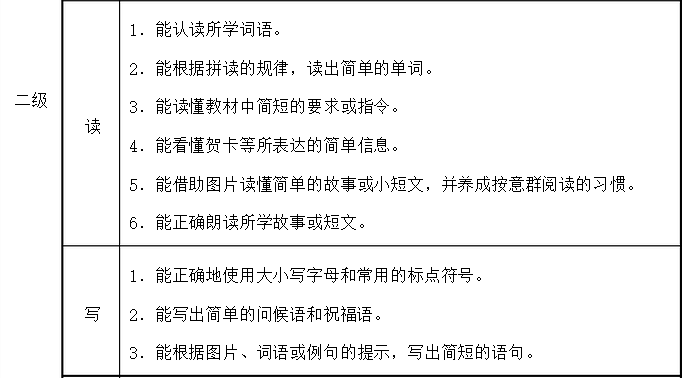 二级
读
1. 能认读所学词语。
2. 能根据拼读的规律，读出简单的单词。
3. 能读懂教材中简短的要求或指令。
4. 能看懂贺卡等所表达的简单信息。
5. 能借助图片读懂简单的故事或小短文，并养成按意群阅读的习惯。
6. 能正确朗读所学故事或短文。
写
1. 能正确地使用大小写字母和常用的标点符号。
2. 能写出简单的问候语和祝福语。
3. 能根据图片、词语或例句的提示，写出简短的语句。